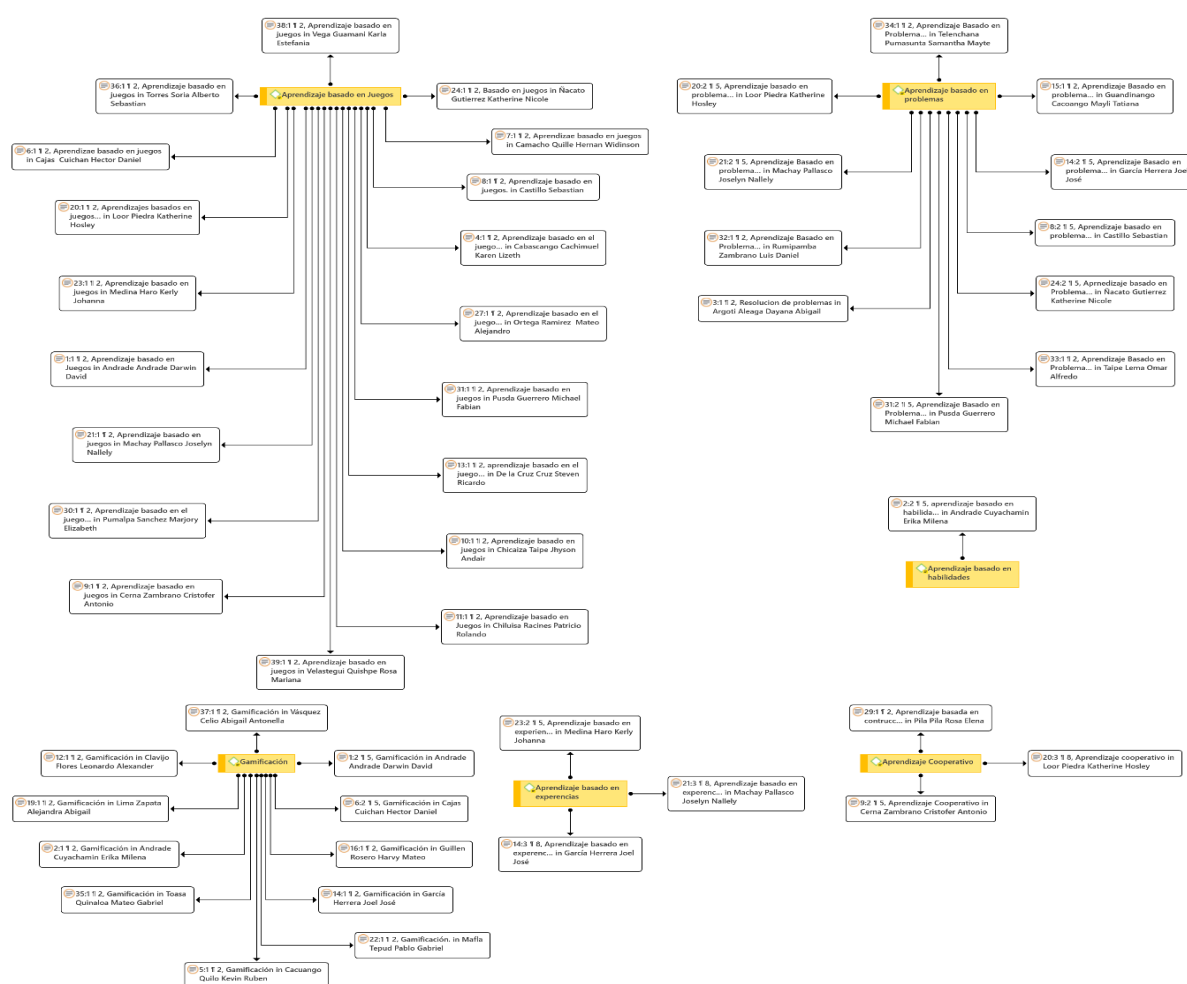 38:1 ¶ 2, Aprendizaje basado en
juegos in Vega Guamani Karla
Estefania
36:1 ¶ 2, Aprendizaje basado en
juegos in Torres Soria Alberto
Sebastian
Aprendizaje basado en Juegos
24:1 ¶ 2, Basado en juegos in Ñacato
Gutierrez Katherine Nicole
7:1 ¶ 2, Aprendizae basado en juegos
in Camacho Quille Hernan Widinson
6:1 ¶ 2, Aprendizae basado en juegos
in Cajas Cuichan Hector Daniel
8:1 ¶ 2, Aprendizaje basado en
juegos. in Castillo Sebastian
20:1 ¶ 2, Aprendizajes basados en
juegos... in Loor Piedra Katherine
Hosley
4:1 ¶ 2, Aprendizaje basado en el
juego... in Cabascango Cachimuel
Karen Lizeth
23:1 ¶ 2, Aprendizaje basado en
juegos in Medina Haro Kerly
Johanna
27:1 ¶ 2, Aprendizaje basado en el
juego... in Ortega Ramirez Mateo
Alejandro
1:1 ¶ 2, Aprendizaje basado en
Juegos in Andrade Andrade Darwin
David
31:1 ¶ 2, Aprendizaje basado en
juegos in Pusda Guerrero Michael
Fabian
21:1 ¶ 2, Aprendizaje basado en
juegos in Machay Pallasco Joselyn
Nallely
13:1 ¶ 2, aprendizaje basado en el
juego... in De la Cruz Cruz Steven
Ricardo
30:1 ¶ 2, Aprendizaje basado en el
juego... in Pumalpa Sanchez Marjory
Elizabeth
10:1 ¶ 2, Aprendizaje basado en
juegos in Chicaiza Taipe Jhyson
Andair
9:1 ¶ 2, Aprendizaje basado en
juegos in Cerna Zambrano Cristofer
Antonio
11:1 ¶ 2, Aprendizaje basado en
Juegos in Chiluisa Racines Patricio
Rolando
39:1 ¶ 2, Aprendizaje basado en
juegos in Velastegui Quishpe Rosa
Mariana
34:1 ¶ 2, Aprendizaje Basado en
Problema... in Telenchana
Pumasunta Samantha Mayte
20:2 ¶ 5, Aprendizaje basado en
problema... in Loor Piedra Katherine
Hosley
Aprendizaje basado en
problemas
15:1 ¶ 2, Aprendizaje Basado en
problema... in Guandinango
Cacoango Mayli Tatiana
21:2 ¶ 5, Aprendizaje basado en
problema... in Machay Pallasco
Joselyn Nallely
14:2 ¶ 5, Aprendizaje Basado en
problema... in García Herrera Joel
José
32:1 ¶ 2, Aprendizaje Basado en
Problema... in Rumipamba
Zambrano Luis Daniel
8:2 ¶ 5, Aprendizaje basado en
problema... in Castillo Sebastian
3:1 ¶ 2, Resolucion de problemas in
Argoti Aleaga Dayana Abigail
24:2 ¶ 5, Aprnedizaje basado en
Problema... in Ñacato Gutierrez
Katherine Nicole
33:1 ¶ 2, Aprendizaje Basado en
Problema... in Taipe Lema Omar
Alfredo
31:2 ¶ 5, Aprendizaje Basado en
Problema... in Pusda Guerrero
Michael Fabian
2:2 ¶ 5, aprendizaje basado en
habilida... in Andrade Cuyachamin
Erika Milena
Aprendizaje basado en
habilidades
37:1 ¶ 2, Gamificación in Vásquez
Celio Abigail Antonella
12:1 ¶ 2, Gamificación in Clavijo
Flores Leonardo Alexander
Gamificación
1:2 ¶ 5, Gamificación in Andrade
Andrade Darwin David
19:1 ¶ 2, Gamificación in Lima Zapata
Alejandra Abigail
6:2 ¶ 5, Gamificación in Cajas
Cuichan Hector Daniel
2:1 ¶ 2, Gamificación in Andrade
Cuyachamin Erika Milena
16:1 ¶ 2, Gamificación in Guillen
Rosero Harvy Mateo
35:1 ¶ 2, Gamificación in Toasa
Quinaloa Mateo Gabriel
14:1 ¶ 2, Gamificación in García
Herrera Joel José
22:1 ¶ 2, Gamificación. in Mafla
Tepud Pablo Gabriel
5:1 ¶ 2, Gamificación in Cacuango
Quilo Kevin Ruben
23:2 ¶ 5, Aprendizaje basado en
experien... in Medina Haro Kerly
Johanna
Aprendizaje basado en
experencias
21:3 ¶ 8, Aprendizaje basado en
experenc... in Machay Pallasco
Joselyn Nallely
14:3 ¶ 8, Aprendizaje basado en
experenc... in García Herrera Joel
José
29:1 ¶ 2, Aprendizaje basada en
contrucc... in Pila Pila Rosa Elena
Aprendizaje Cooperativo
20:3 ¶ 8, Aprendizaje cooperativo in
Loor Piedra Katherine Hosley
9:2 ¶ 5, Aprendizaje Cooperativo in
Cerna Zambrano Cristofer Antonio